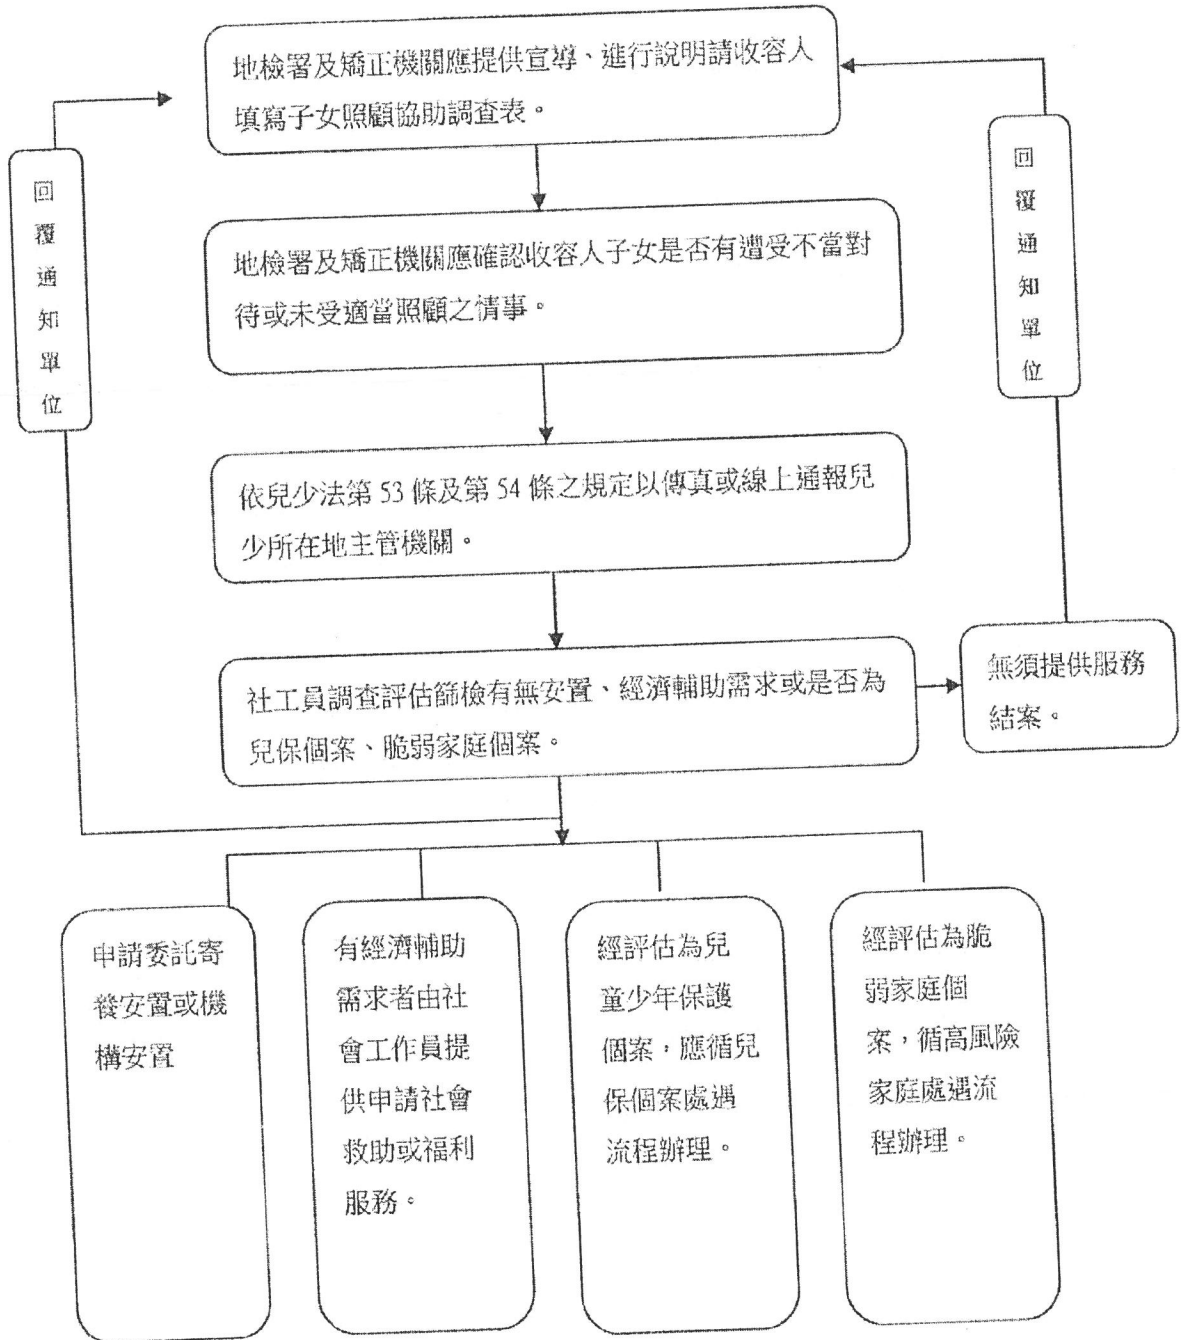 地檢署及矯正機關應提供宣導、進行說明請收容人
填寫子女照顧協助調查表。
回
覆
通
知
單
位
回
覆
通
知
單
位
地檢署及矯正機關應確認收容人子女是否有遭受不當對
待或未受適當照顧之情事。
依兒少法第 53 條及第 54 條之規定以傳真或線上通報兒
少所在地主管機關。
社工員調查評估篩檢有無安置、經濟輔助需求或是否為
兒保個案、脆弱家庭個案。
無須提供服務
結案。
申請委託寄
養安置或機
構安置
有經濟輔助
需求者由社
會工作員提
供申請社會
救助或福利
服務。
經評估為兒
童少年保護
個案，應循兒
保個案處遇
流程辦理。
經評估為脆
弱家庭個
案，循高風險
家庭處遇流
程辦理。